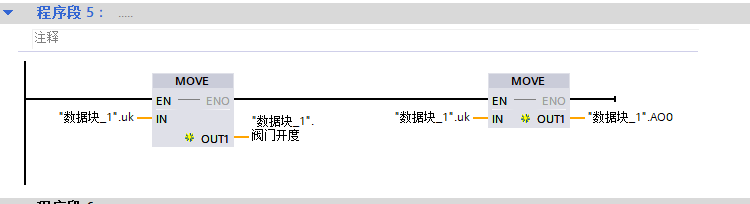 程序段 5： .....
注释
MOVE
EN ENO
"数据块_1".uk IN
OUT1 "数据块_1".
阀门开度
MOVE
EN ENO
"数据块_1".uk IN OUT1 "数据块_1".AO0